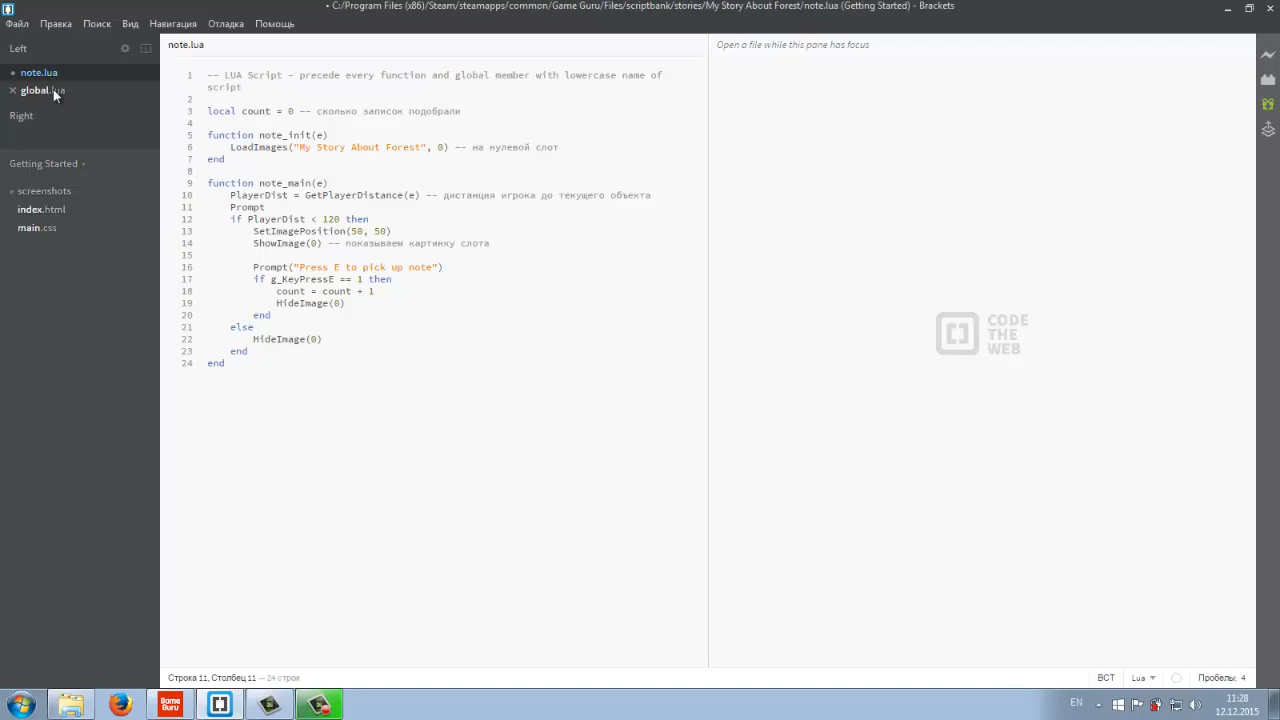 • C:/Program Files (x86)/Steam/steamapps/common/Game Guru/Files/scriptbank/stories/My Story About Forest/note.lua (Getting Started) - Brackets
Файл Правка Поиск Вид Навигация Отладка Помощь
Left
note.lua
global.lua
Right
Getting Started
screenshots
index.html
main.css
note.lua
1 -- LUA Script - precede every function and global member with lowercase name of
script
2
3 local count = 0 -- сколько записок подобрали
4
5 function note_init(e)
6 LoadImages("My Story About Forest", 0) -- на нулевой слот
7 end
8
9 function note_main(e)
10 PlayerDist = GetPlayerDistance(e) -- дистанция игрока до текущего объекта
11 Prompt
12 if PlayerDist < 120 then
13 SetImagePosition(50, 50)
14 ShowImage(0) -- показываем картинку слота
15
16 Prompt("Press E to pick up note")
17 if g_KeyPressE == 1 then
18 count = count + 1
19 HideImage(0)
20 end
21 else
22 HideImage(0)
23 end
24 end
Open a file while this pane has focus
CODE
THE
WEB
Строка 11, Столбец 11 — 24 строк
ВСТ Lua Пробелы: 4
Game
Guru
EN
11:28
12.12.2015